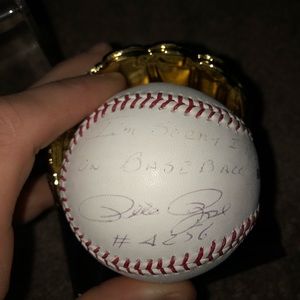 I'm Sorry I
On Baseball
Pete Rose
# 4256